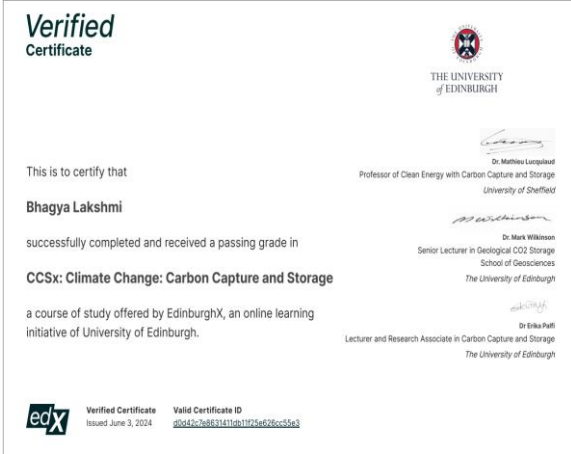 Verified
Certificate
THE UNIVERSITY
of EDINBURGH
This is to certify that
Bhagya Lakshmi
successfully completed and received a passing grade in
CCSx: Climate Change: Carbon Capture and Storage
a course of study offered by EdinburghX, an online learning
initiative of University of Edinburgh.
Dr. Mathieu Lucquiaud
Professor of Clean Energy with Carbon Capture and Storage
University of Sheffield
M Wilkinson
Dr. Mark Wilkinson
Senior Lecturer in Geological CO2 Storage
School of Geosciences
The University of Edinburgh
Dr Erika Palfi
Lecturer and Research Associate in Carbon Capture and Storage
The University of Edinburgh
edX
Verified Certificate
Issued June 3, 2024
Valid Certificate ID
d0d42c7e8631411db11f25e626cc55e3